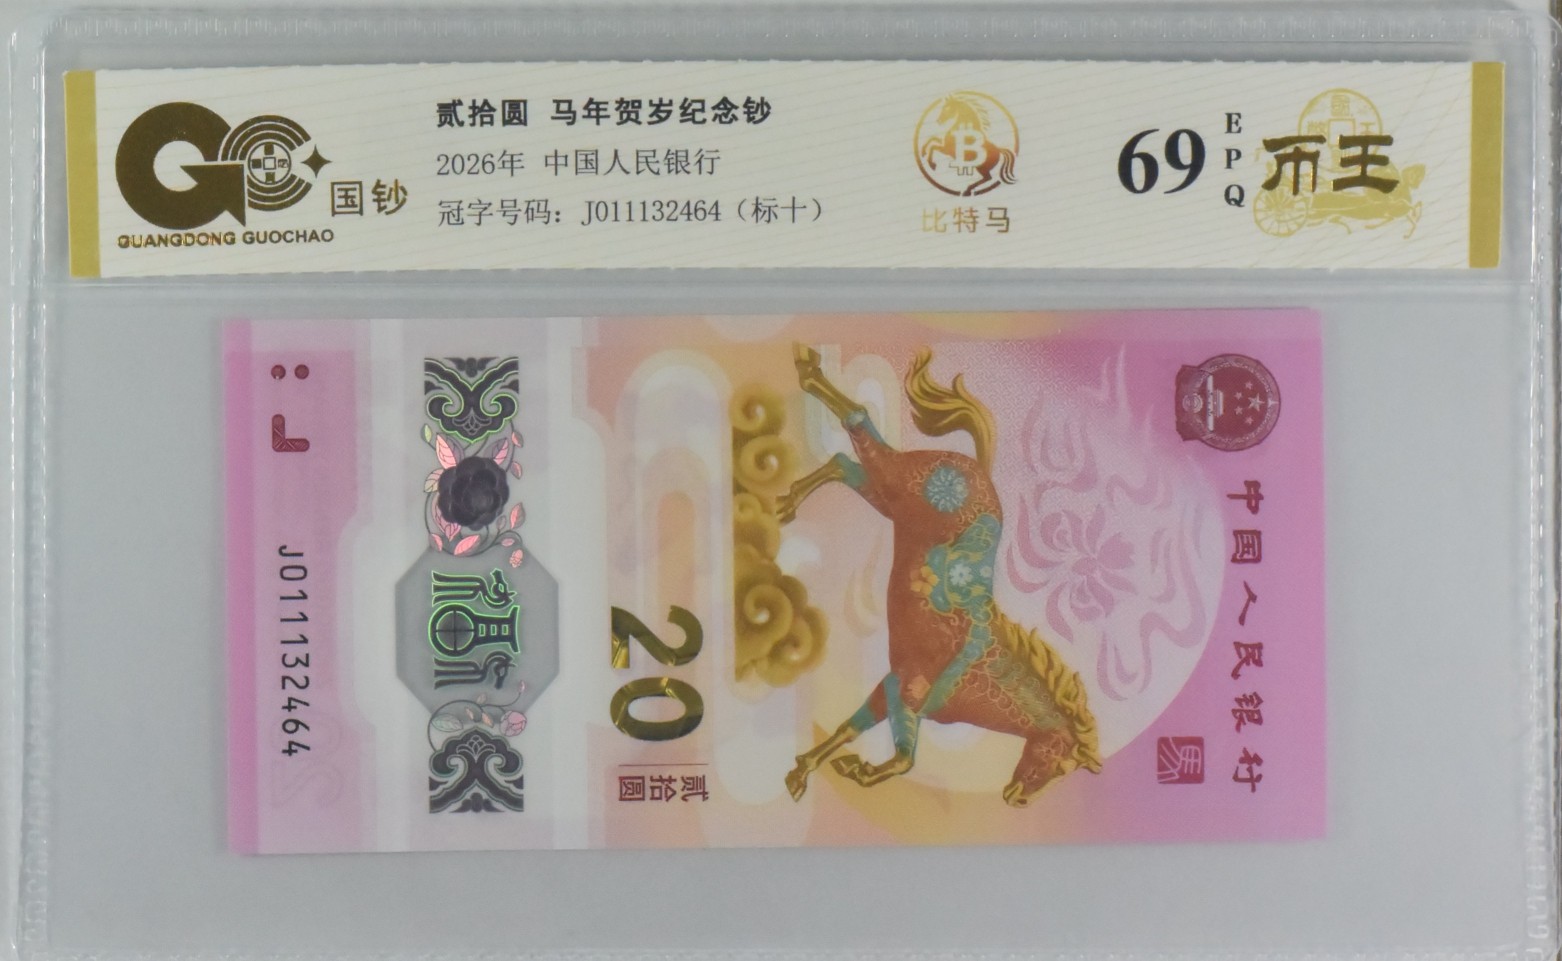 国钞
GUANGDONG GUOCHAO
贰拾圆 马年贺岁纪念钞
2026年 中国人民银行
冠字号码：J011132464（标十）
比特马
69
EPQ
币王
中国人民银行
馬
20
贰拾圆
J011132464